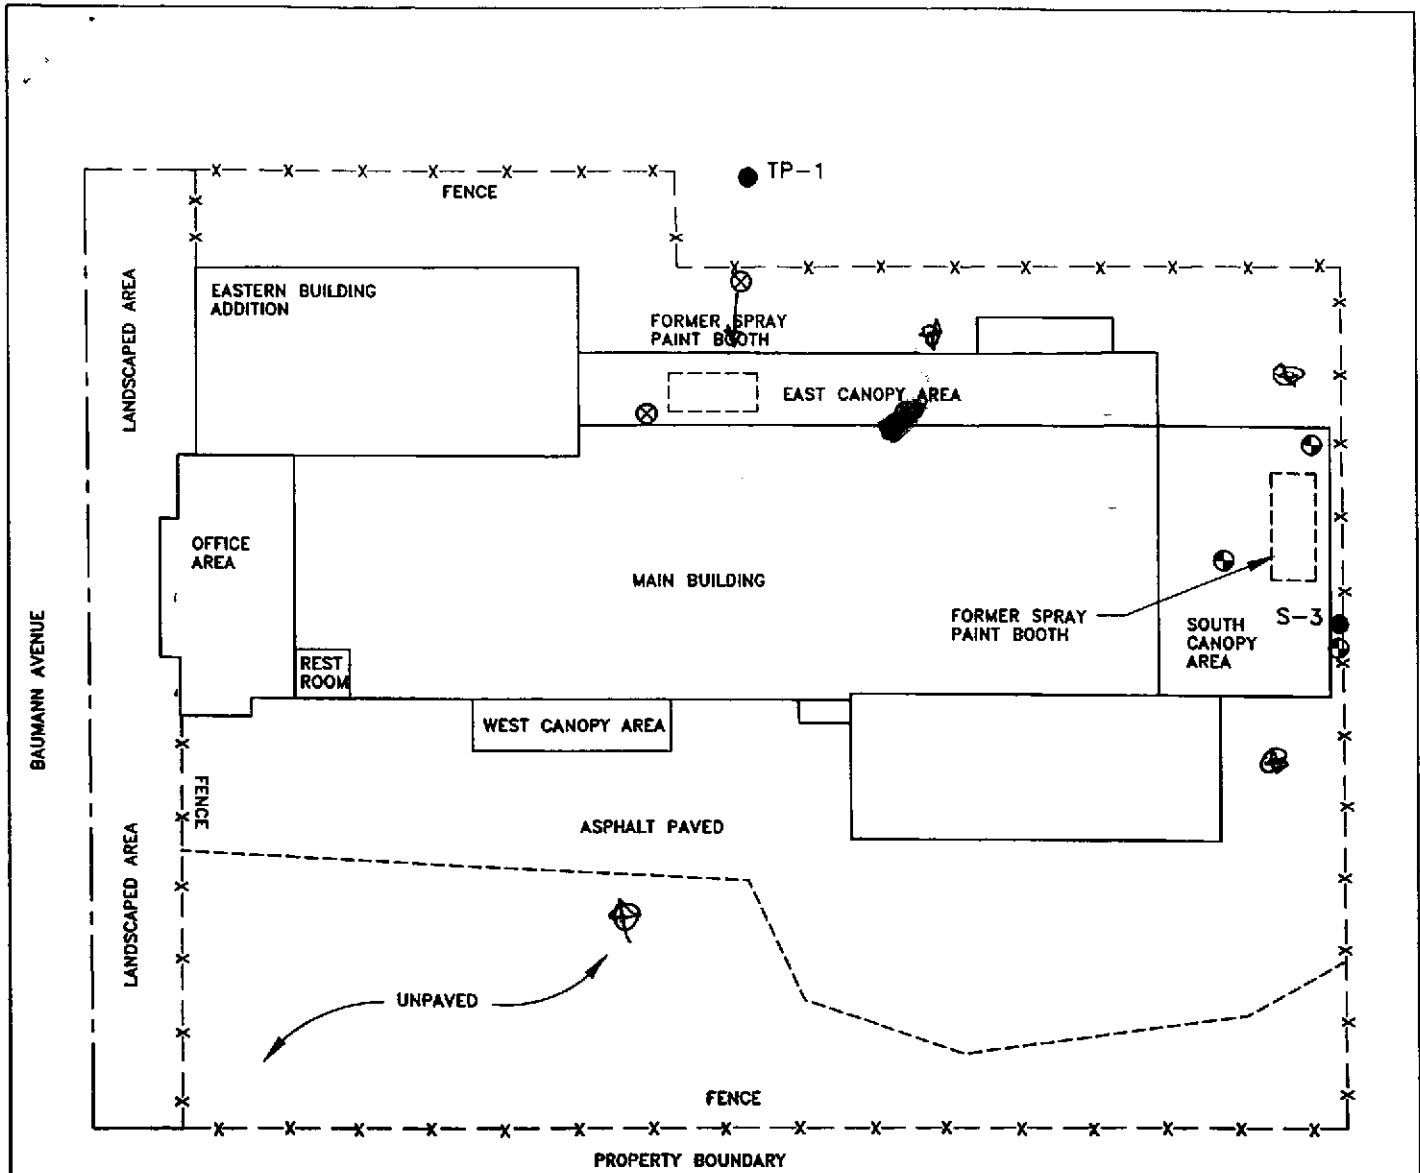 TP-1
FENCE
LANDSCAPED AREA
EASTERN BUILDING
ADDITION
FORMER SPRAY
PAINT BOOTH
EAST CANOPY AREA
OFFICE
AREA
MAIN BUILDING
FORMER SPRAY
PAINT BOOTH
S-3
SOUTH
CANOPY
AREA
BAUMANN AVENUE
REST
ROOM
WEST CANOPY AREA
FENCE
ASPHALT PAVED
LANDSCAPED AREA
UNPAVED
FENCE
PROPERTY BOUNDARY